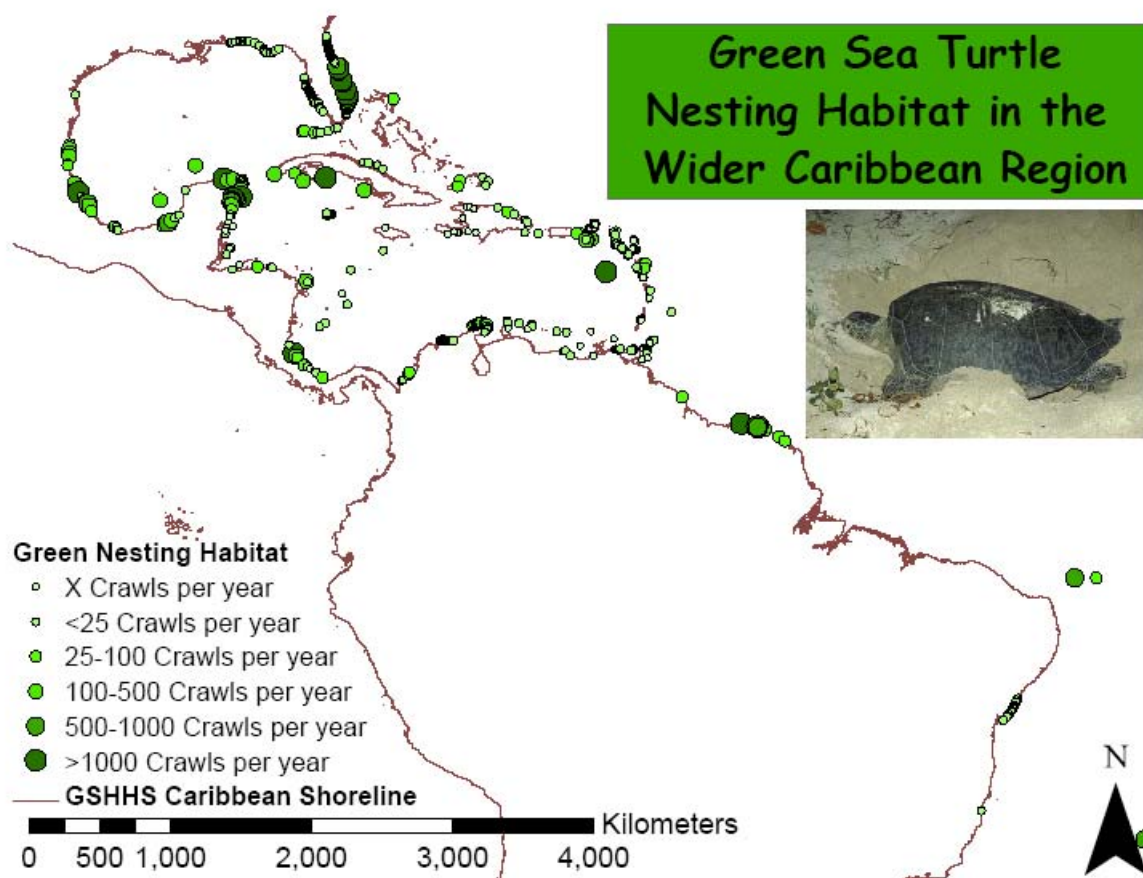 Green Sea Turtle
Nesting Habitat in the
Wider Caribbean Region
Green Nesting Habitat
X Crawls per year
<25 Crawls per year
25-100 Crawls per year
100-500 Crawls per year
500-1000 Crawls per year
>1000 Crawls per year
GSHHS Caribbean Shoreline
Kilometers
0 500 1,000 2,000 3,000 4,000
N